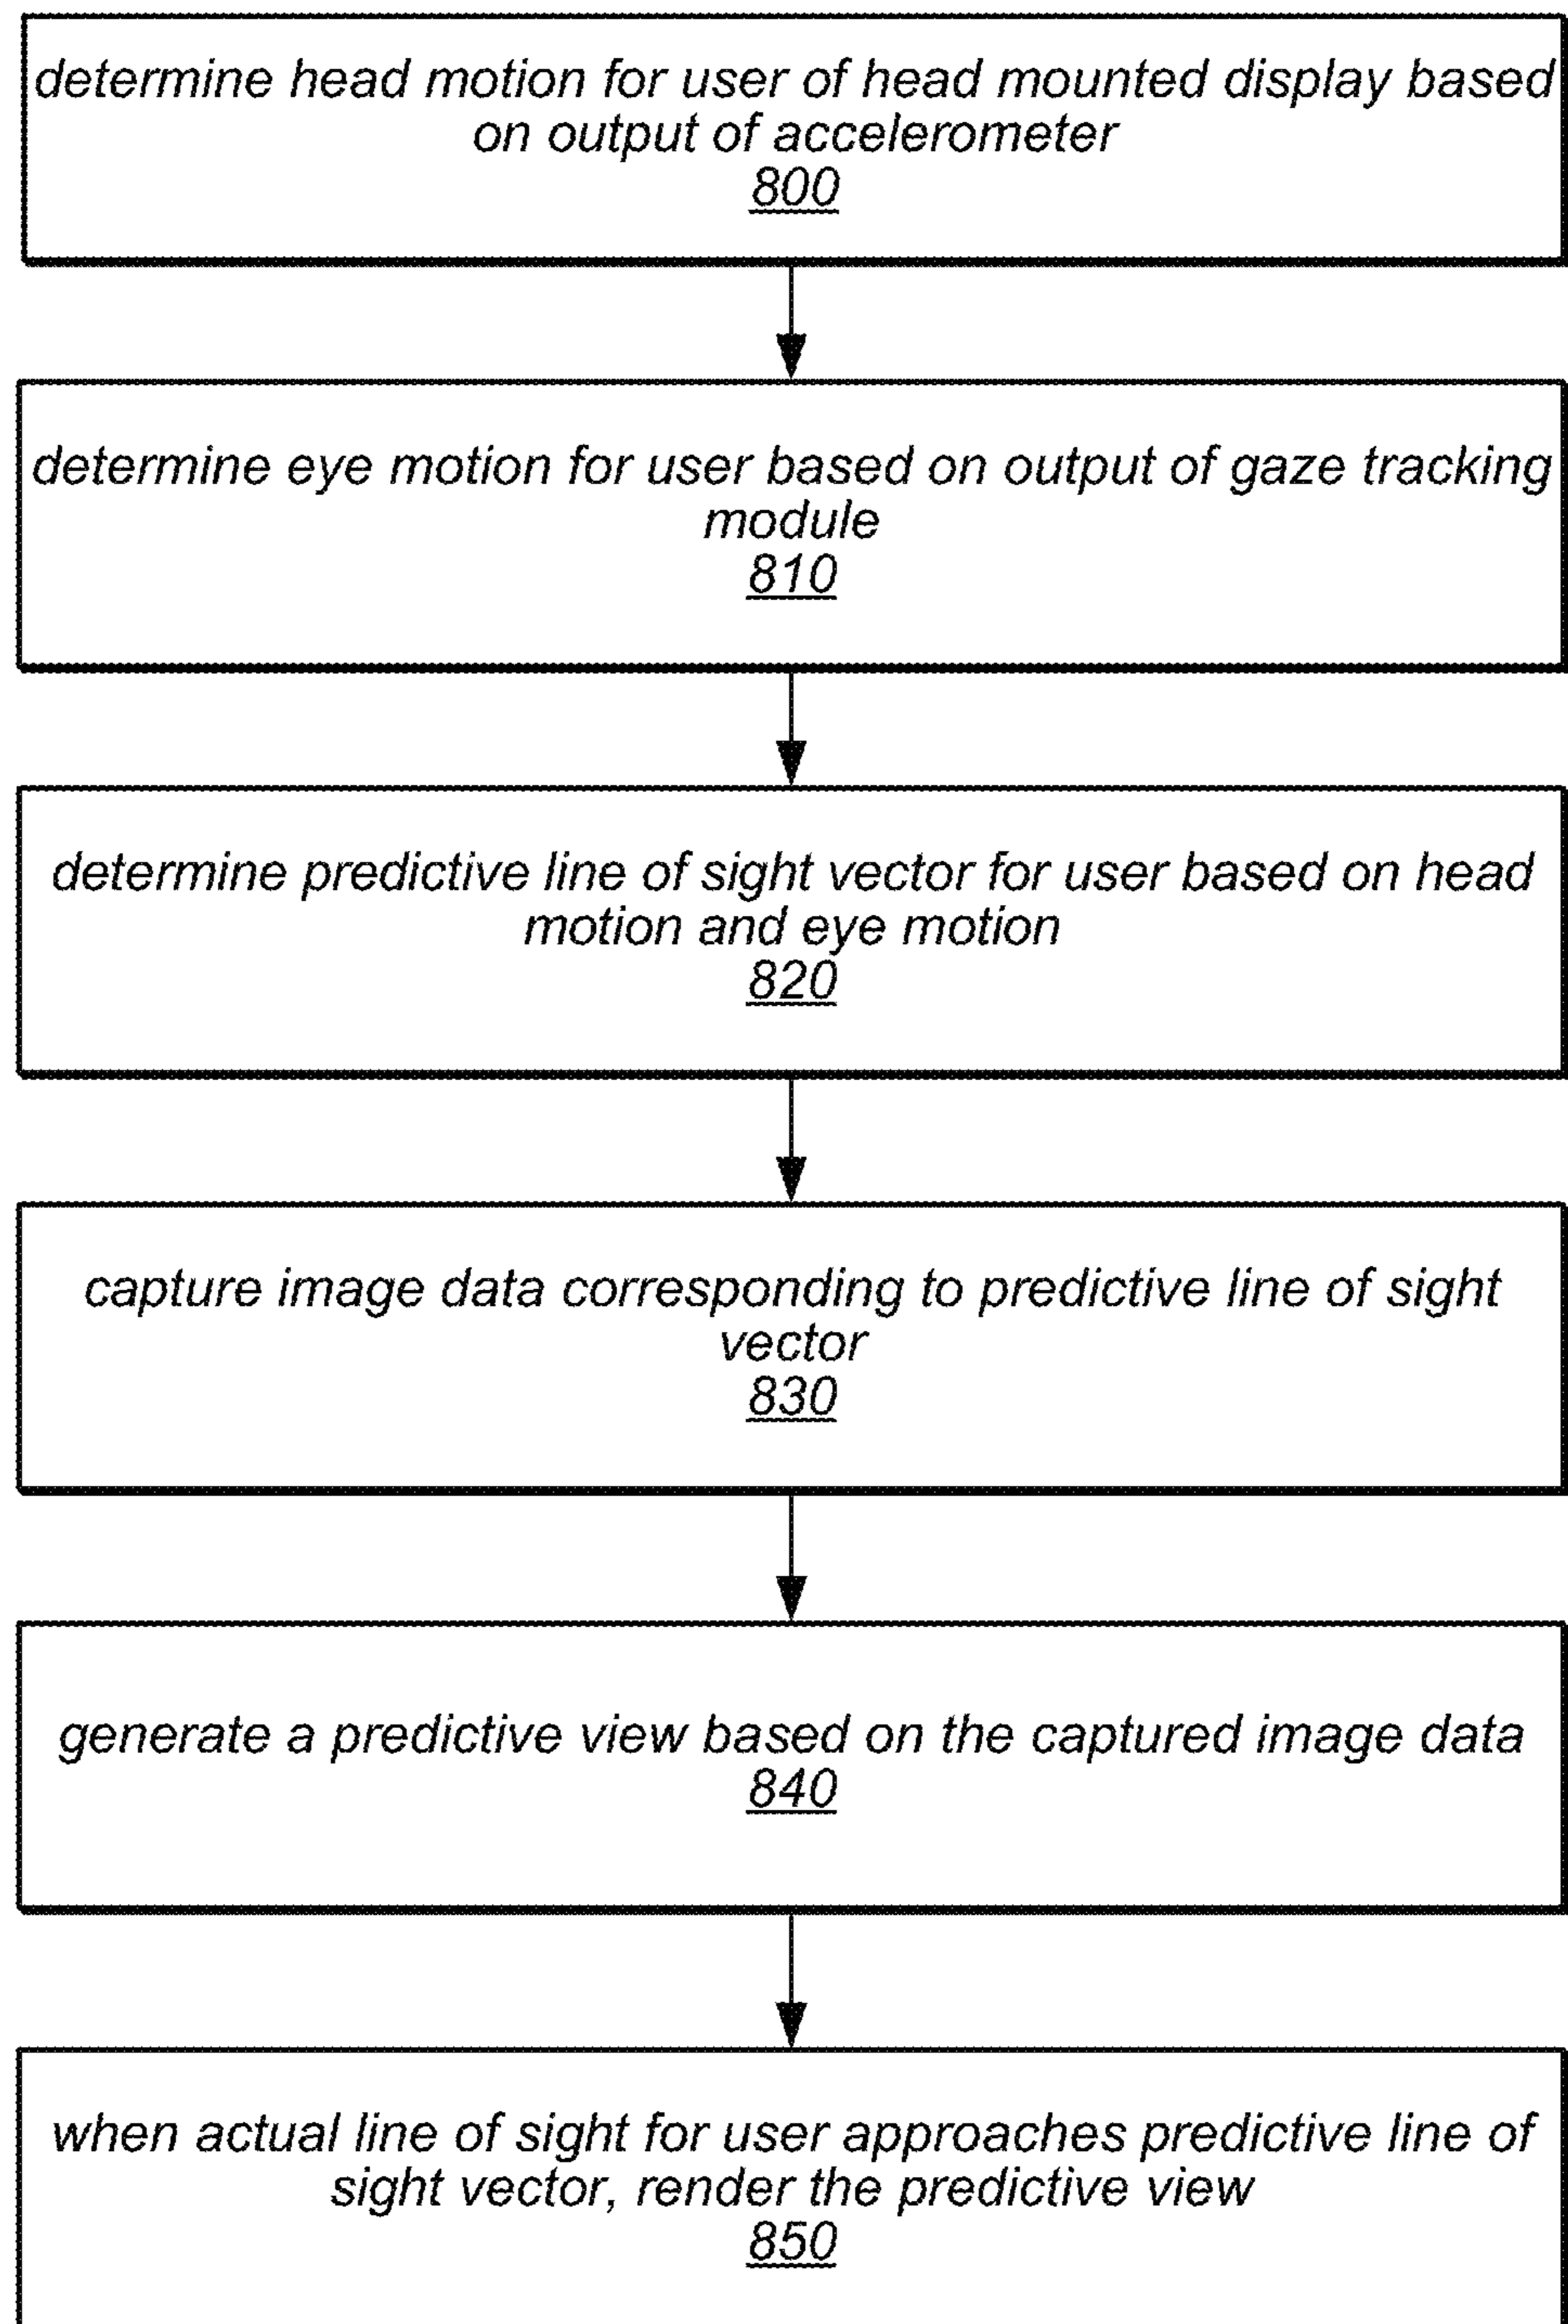 determine head motion for user of head mounted display based
on output of accelerometer
800
determine eye motion for user based on output of gaze tracking
module
810
determine predictive line of sight vector for user based on head
motion and eye motion
820
capture image data corresponding to predictive line of sight
vector
830
generate a predictive view based on the captured image data
840
when actual line of sight for user approaches predictive line of
sight vector, render the predictive view
850